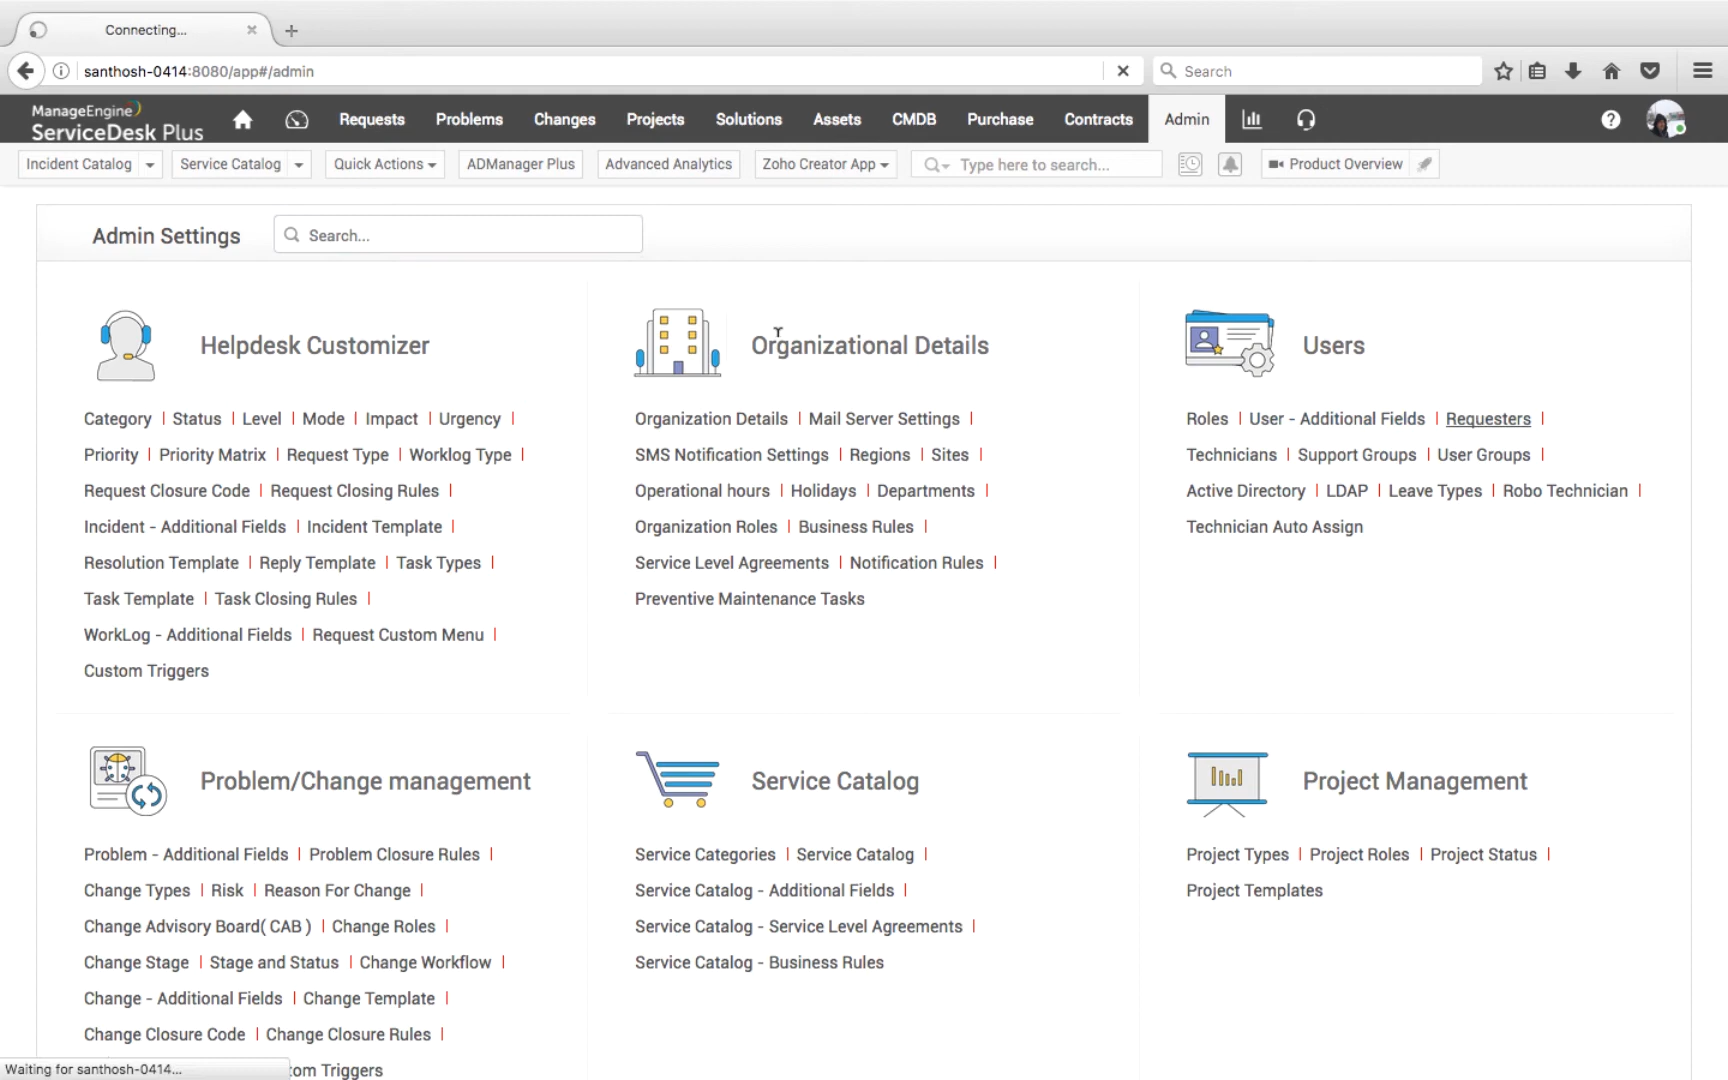 Connecting...
santhosh-0414:8080/app#/admin
Search
ManageEngine
ServiceDesk Plus
Requests Problems Changes Projects Solutions Assets CMDB Purchase Contracts Admin
Incident Catalog Service Catalog Quick Actions ADManager Plus Advanced Analytics Zoho Creator App Type here to search... Product Overview
Admin Settings Search...
Helpdesk Customizer
Category | Status | Level | Mode | Impact | Urgency |
Priority | Priority Matrix | Request Type | Worklog Type |
Request Closure Code | Request Closing Rules |
Incident - Additional Fields | Incident Template |
Resolution Template | Reply Template | Task Types |
Task Template | Task Closing Rules |
WorkLog - Additional Fields | Request Custom Menu |
Custom Triggers
Organizational Details
Organization Details | Mail Server Settings |
SMS Notification Settings | Regions | Sites |
Operational hours | Holidays | Departments |
Organization Roles | Business Rules |
Service Level Agreements | Notification Rules |
Preventive Maintenance Tasks
Users
Roles | User - Additional Fields | Requesters |
Technicians | Support Groups | User Groups |
Active Directory | LDAP | Leave Types | Robo Technician |
Technician Auto Assign
Problem/Change management
Problem - Additional Fields | Problem Closure Rules |
Change Types | Risk | Reason For Change |
Change Advisory Board( CAB ) | Change Roles |
Change Stage | Stage and Status | Change Workflow |
Change - Additional Fields | Change Template |
Change Closure Code | Change Closure Rules |
tom Triggers
Service Catalog
Service Categories | Service Catalog |
Service Catalog - Additional Fields |
Service Catalog - Service Level Agreements |
Service Catalog - Business Rules
Project Management
Project Types | Project Roles | Project Status |
Project Templates
Waiting for santhosh-0414...